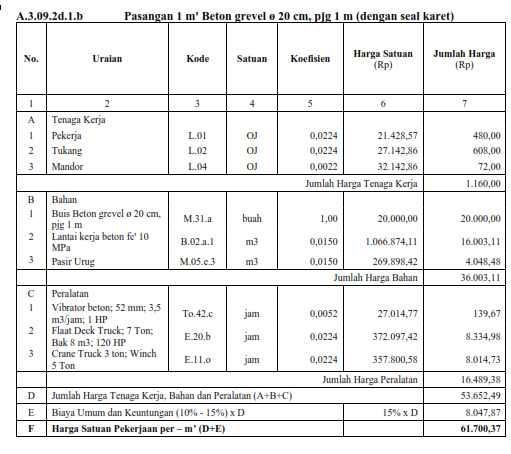 A.3.09.2d.1.b Pasangan 1 m' Beton grevel ø 20 cm, pjg 1 m (dengan seal karet)
No. Uraian Kode Satuan Koefisien Harga Satuan (Rp) Jumlah Harga (Rp)
1 2 3 4 5 6 7
A Tenaga Kerja
1 Pekerja L.01 OJ 0,0224 21.428,57 480,00
2 Tukang L.02 OJ 0,0224 27.142,86 608,00
3 Mandor L.04 OJ 0,0022 32.142,86 72,00
Jumlah Harga Tenaga Kerja 1.160,00
B Bahan
1 Buis Beton grevel ø 20 cm, pjg 1 m M.31.a buah 1,00 20.000,00 20.000,00
2 Lantai kerja beton fc' 10 MPa B.02.a.1 m3 0,0150 1.066.874,11 16.003,11
3 Pasir Urug M.05.c.3 m3 0,0150 269.898,42 4.048,48
Jumlah Harga Bahan 36.003,11
C Peralatan
1 Vibrator beton; 52 mm; 3,5 m3/jam; 1 HP To.42.c jam 0,0052 27.014,77 139,67
2 Flaat Deck Truck; 7 Ton; Bak 8 m3; 120 HP E.20.b jam 0,0224 372.097,42 8.334,98
3 Crane Truck 3 ton; Winch 5 Ton E.11.o jam 0,0224 357.800,58 8.014,73
Jumlah Harga Peralatan 16.489,38
D Jumlah Harga Tenaga Kerja, Bahan dan Peralatan (A+B+C) 53.652,49
E Biaya Umum dan Keuntungan (10% - 15%) x D 15% x D 8.047,87
F Harga Satuan Pekerjaan per – m' (D+E) 61.700,37